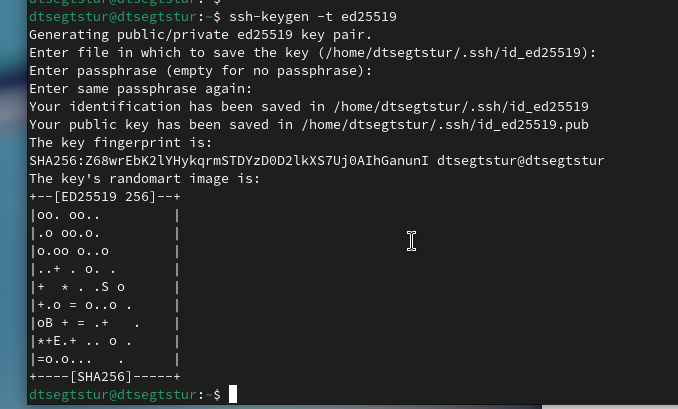 dtsegtstur@dtsegtstur:~$ ssh-keygen -t ed25519
Generating public/private ed25519 key pair.
Enter file in which to save the key (/home/dtsegtstur/.ssh/id_ed25519):
Enter passphrase (empty for no passphrase):
Enter same passphrase again:
Your identification has been saved in /home/dtsegtstur/.ssh/id_ed25519
Your public key has been saved in /home/dtsegtstur/.ssh/id_ed25519.pub
The key fingerprint is:
SHA256:Z68wrEbK2lYHykqrmSTDYzD0D2lkXS7Uj0AIhGanunI dtsegtstur@dtsegtstur
The key's randomart image is:
+--[ED25519 256]--+
|oo. oo..         |
|.o oo.o.         |
|o.oo o..o        |
|..+ . o. .       |
|+  * . .S o      |
|+.o = o..o .     |
|oB + = .+   .    |
|*+E.+ .. o .     |
|=o.o...   .      |
+----[SHA256]-----+
dtsegtstur@dtsegtstur:~$